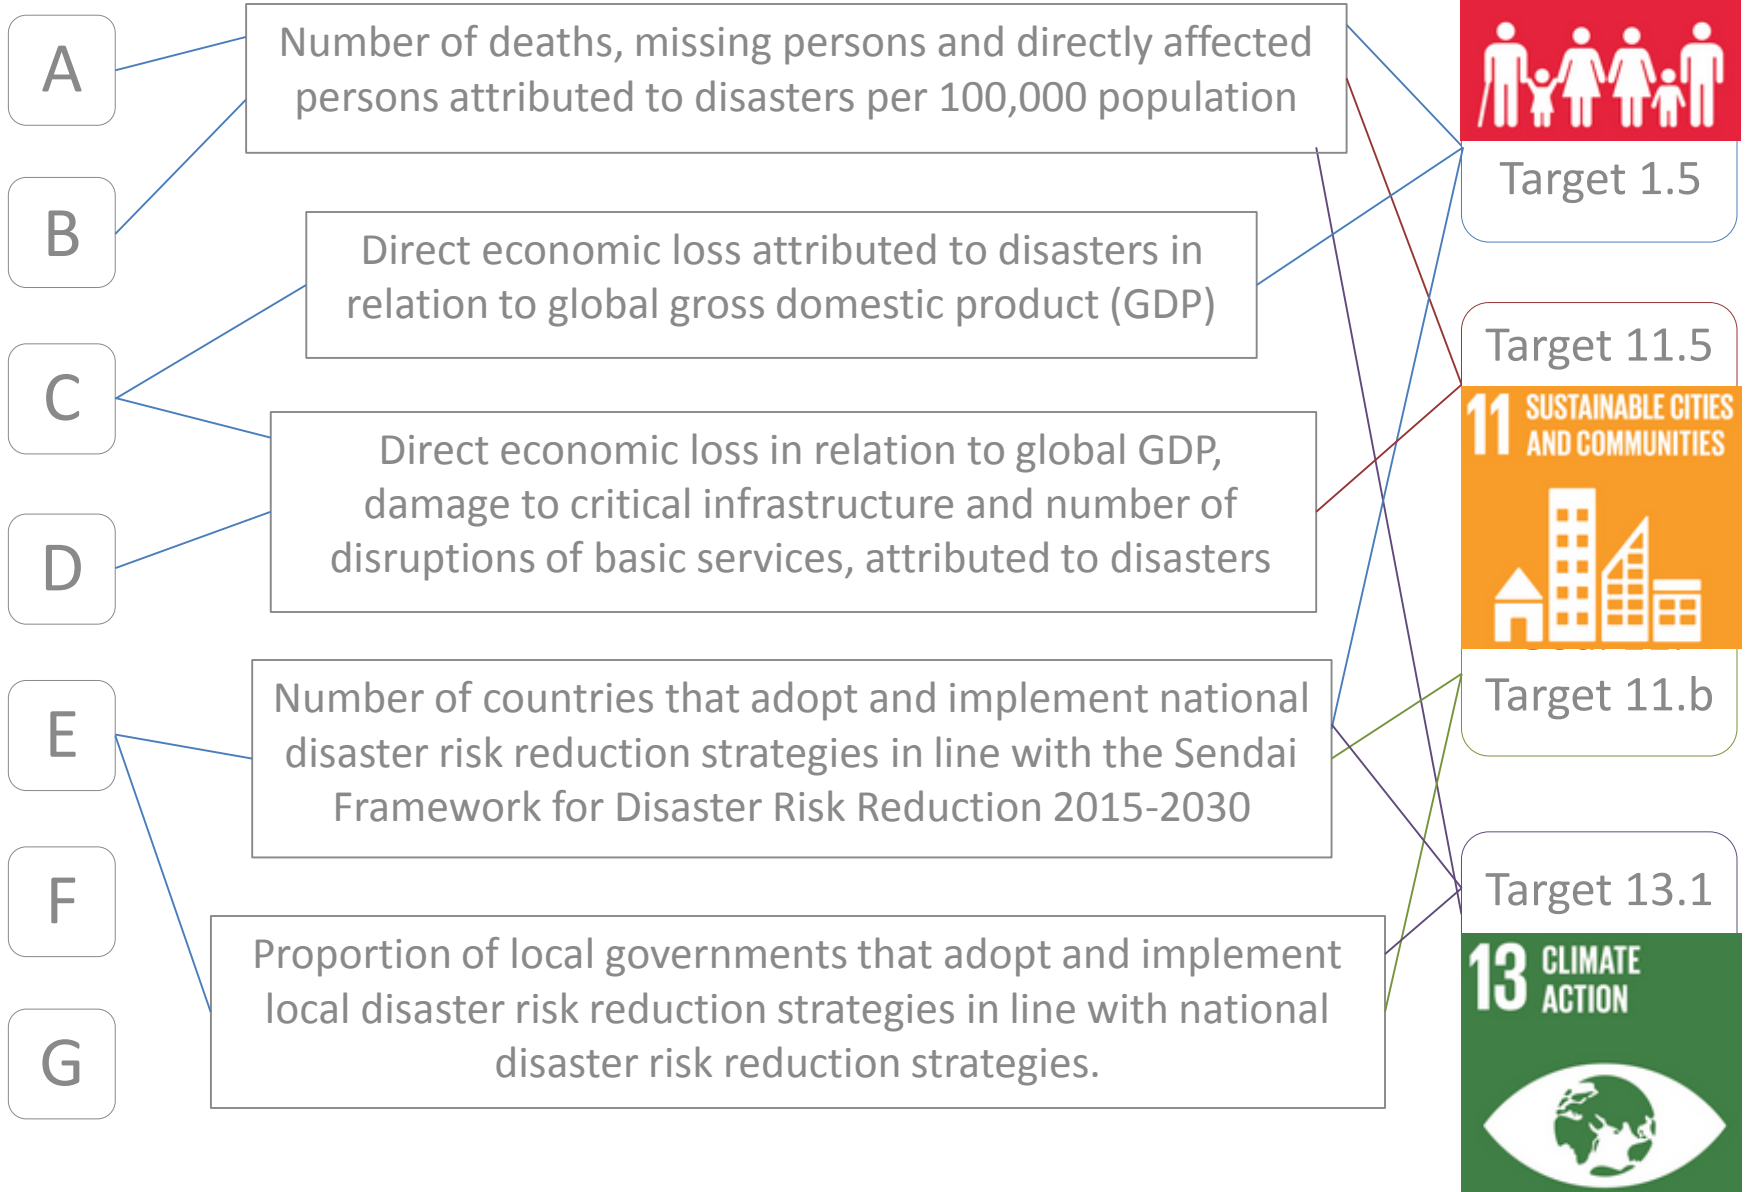 A
B
C
D
E
F
G
Number of deaths, missing persons and directly affected
persons attributed to disasters per 100,000 population
Direct economic loss attributed to disasters in
relation to global gross domestic product (GDP)
Direct economic loss in relation to global GDP,
damage to critical infrastructure and number of
disruptions of basic services, attributed to disasters
Number of countries that adopt and implement national
disaster risk reduction strategies in line with the Sendai
Framework for Disaster Risk Reduction 2015-2030
Proportion of local governments that adopt and implement
local disaster risk reduction strategies in line with national
disaster risk reduction strategies.
Target 1.5
Target 11.5
11 SUSTAINABLE CITIES
AND COMMUNITIES
Target 11.b
Target 13.1
13 CLIMATE
ACTION